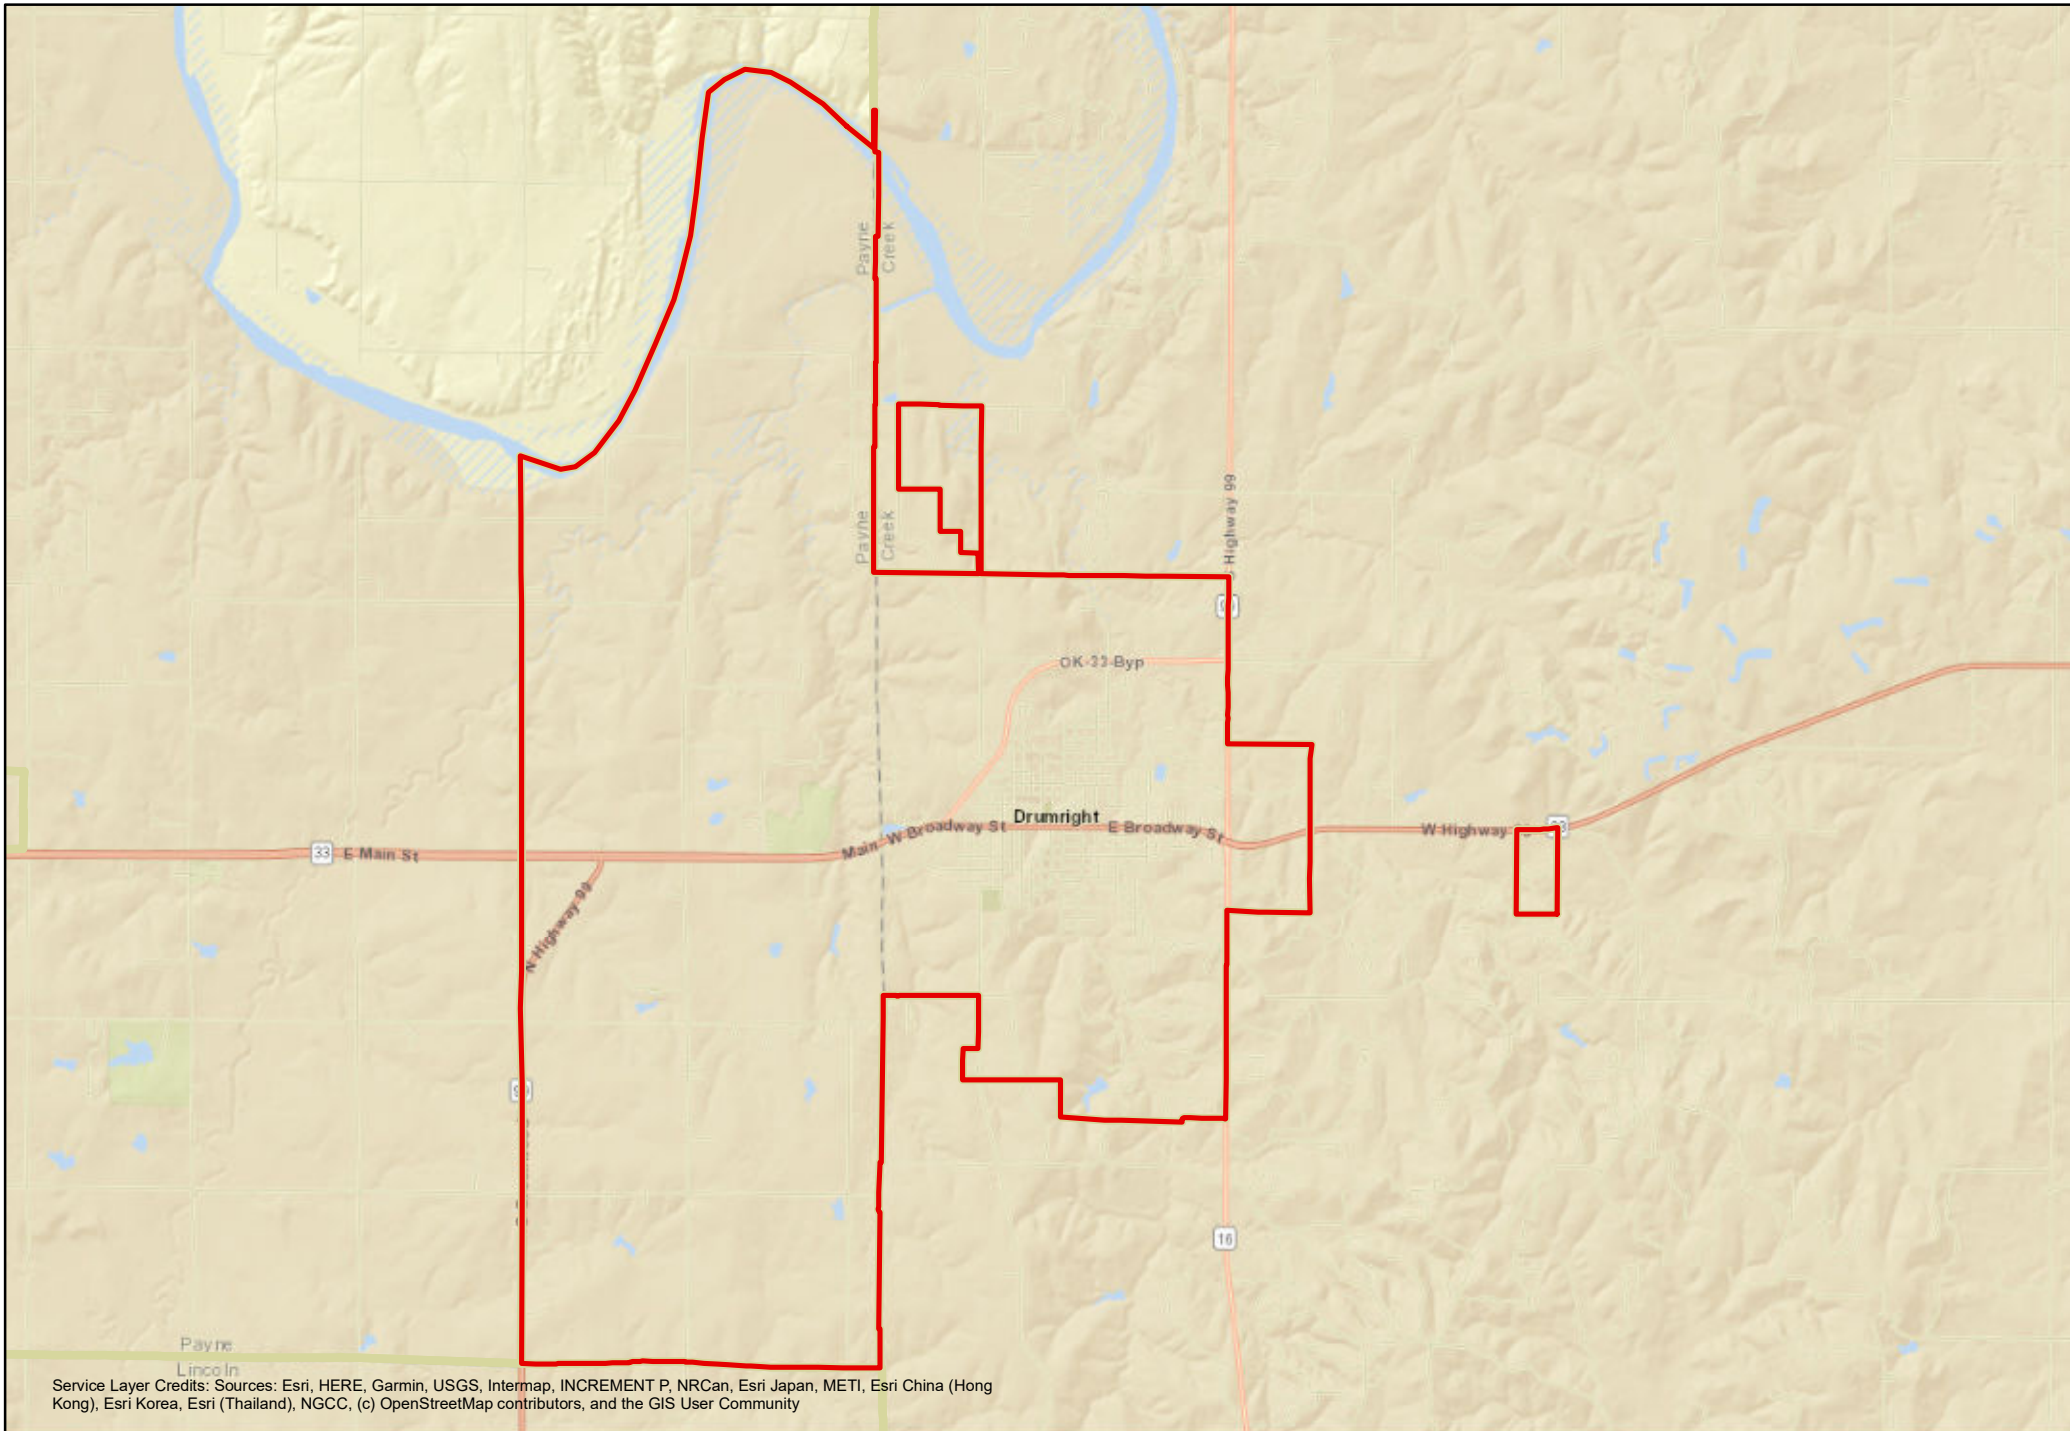 Payne
Creek
Highway 99
Payne
Creek
OK-33-Byp
Drumright
W Broadway St
E Broadway St
Main
W Highway
33
E Main St
N Highway 99
16
Payne
Lincoln
Service Layer Credits: Sources: Esri, HERE, Garmin, USGS, Intermap, INCREMENT P, NRCan, Esri Japan, METI, Esri China (Hong
Kong), Esri Korea, Esri (Thailand), NGCC, (c) OpenStreetMap contributors, and the GIS User Community